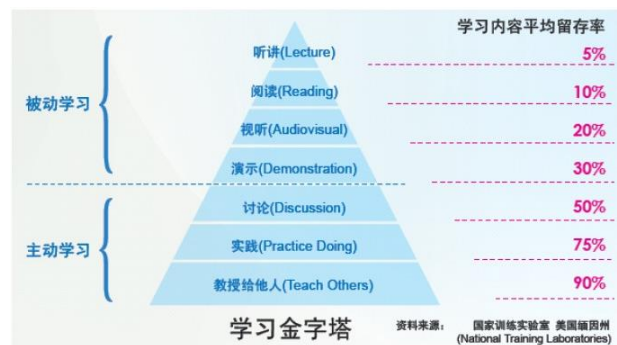 学习内容平均留存率
听讲(Lecture) 5%
阅读(Reading) 10%
被动学习
视听(Audiovisual) 20%
演示(Demonstration) 30%
讨论(Discussion) 50%
主动学习
实践(Practice Doing) 75%
教授给他人(Teach Others) 90%
学习金字塔
资料来源： 国家训练实验室 美国缅因州
(National Training Laboratories)